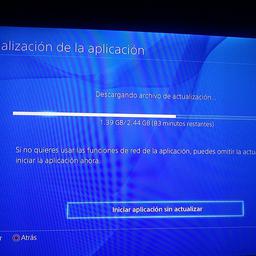 alización de la aplicación
Descargando archivo de actualización...
1.39 GB/2.44 GB (83 minutos restantes)
Si no quieres usar las funciones de red de la aplicación, puedes omitir la actu
iniciar la aplicación ahora.
Iniciar aplicación sin actualizar
r Atrás